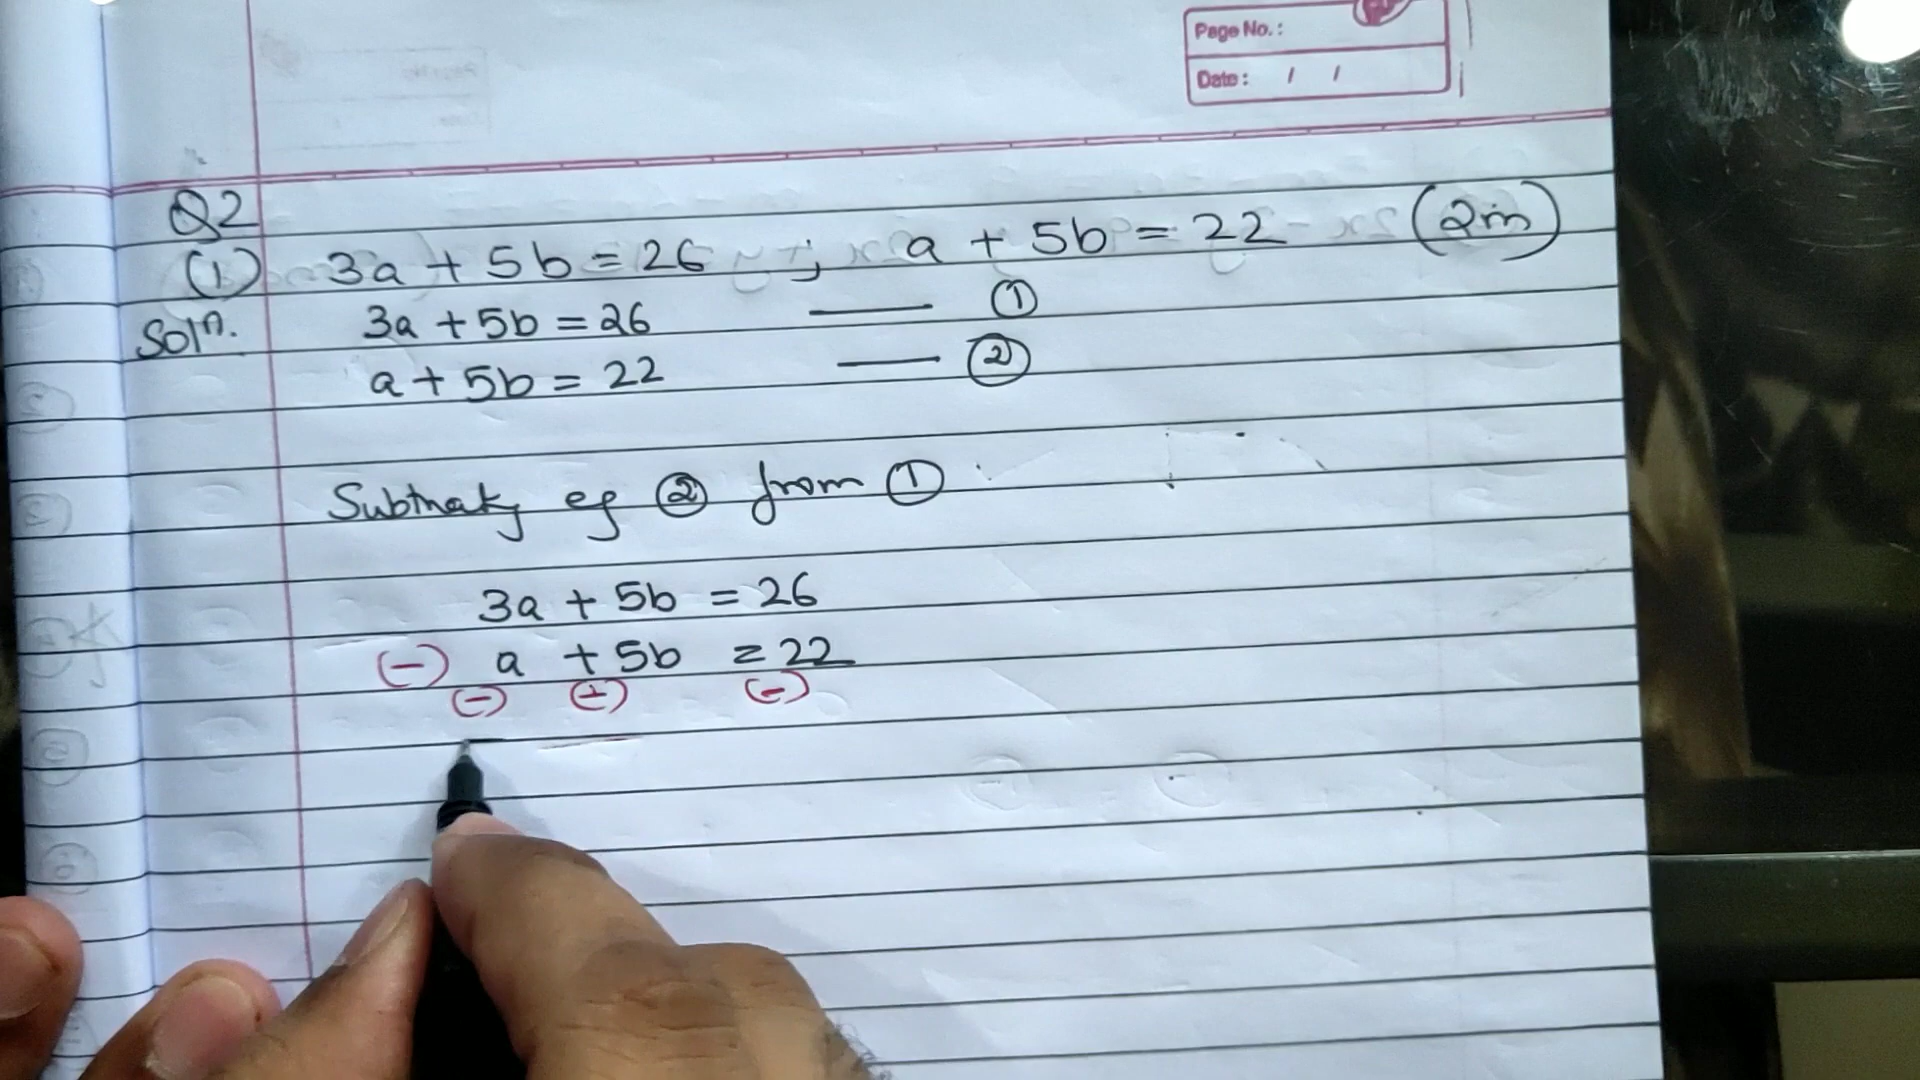 Page No. :
Date : / /
Q2
(1) 3a + 5b = 26 ; a + 5b = 22 (2m)
Soln. 3a + 5b = 26 —— ①
a + 5b = 22 —— ②
eq ② from ①
3a + 5b = 26
(-) a + 5b = 22
(-) (-)